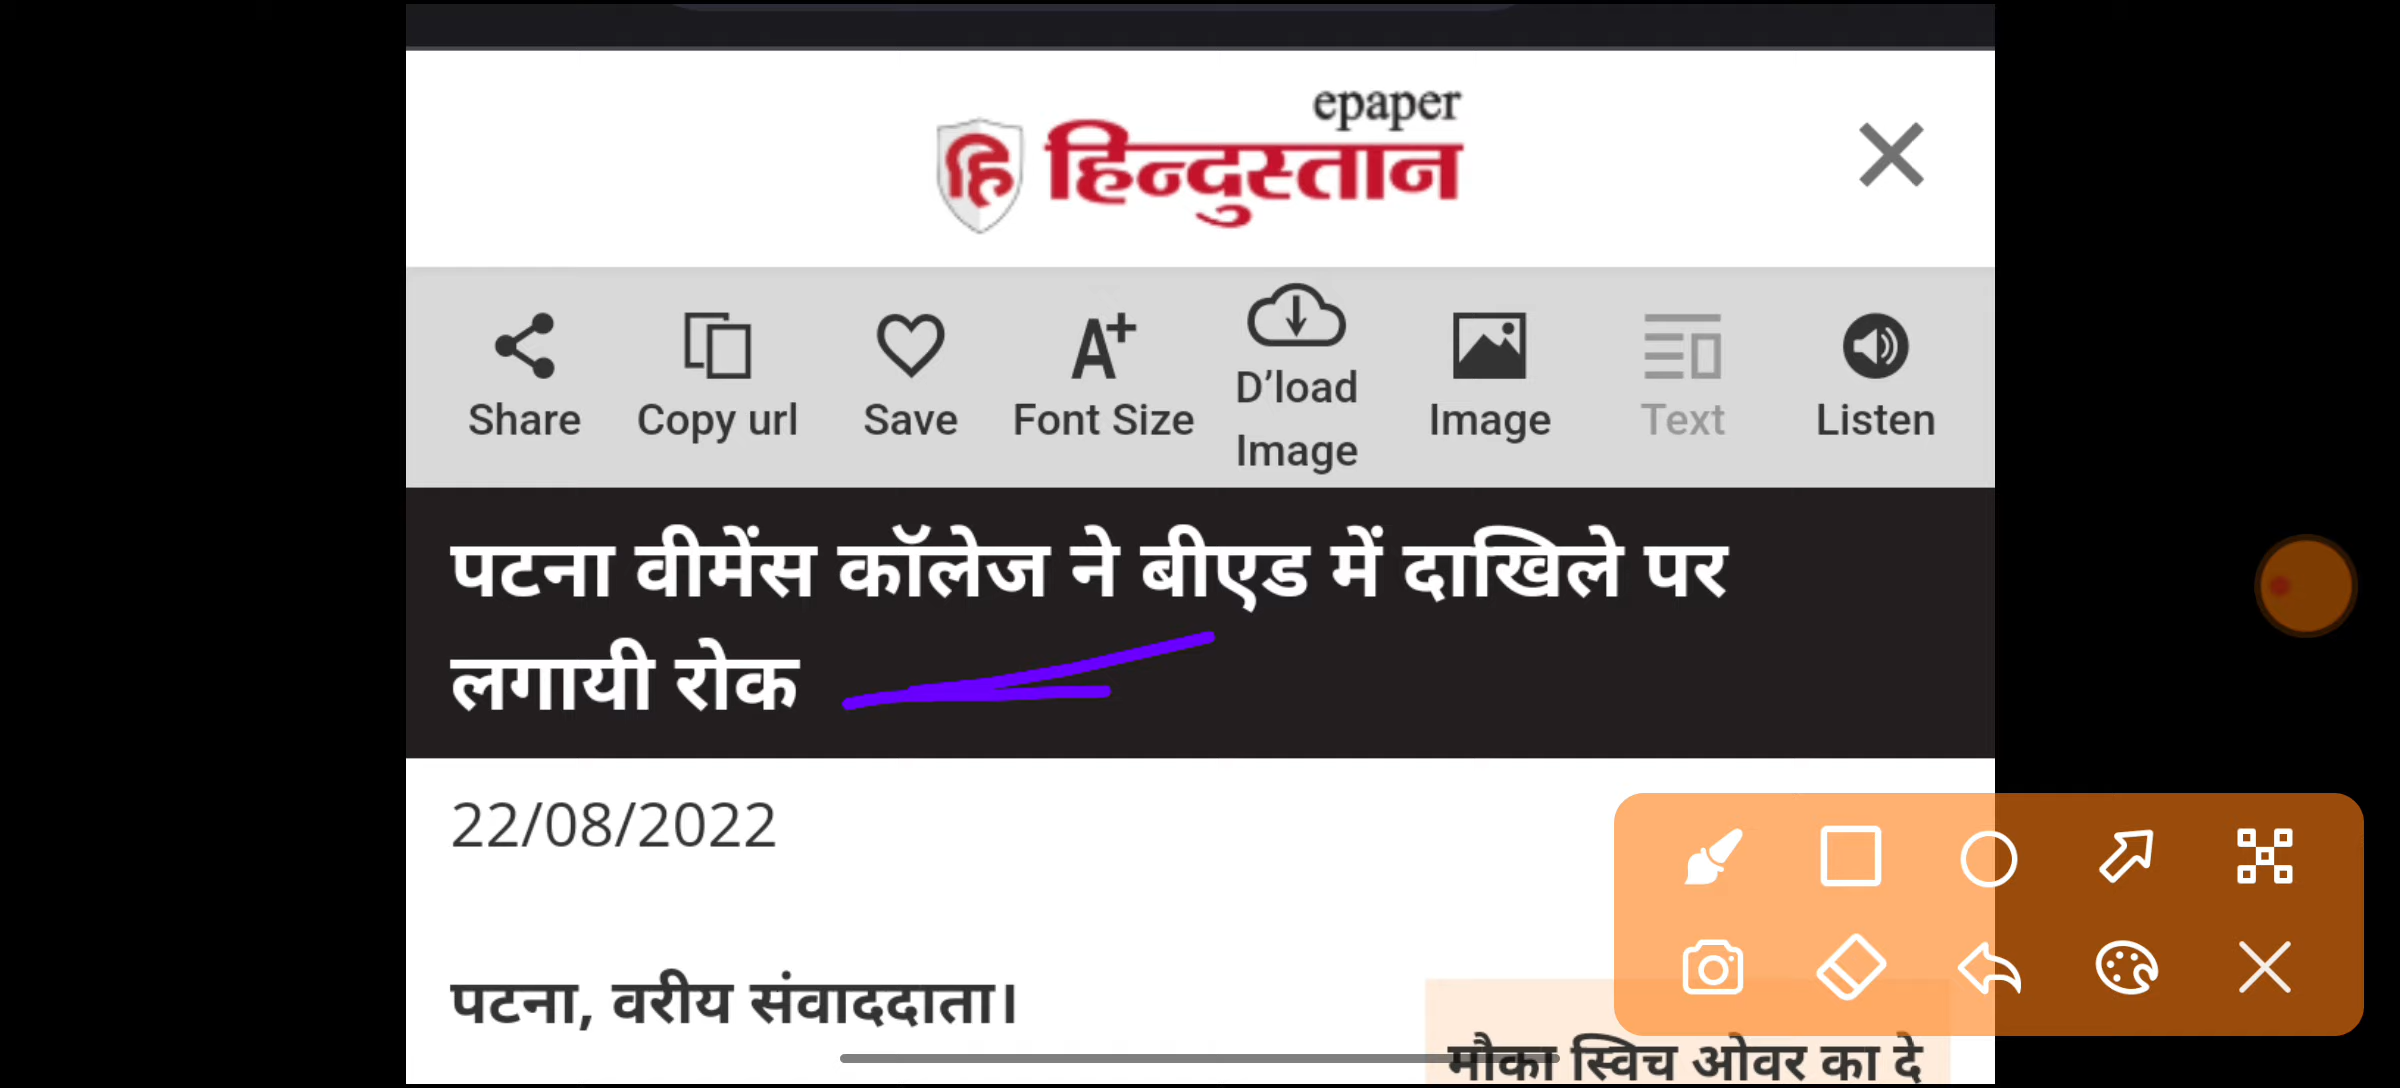 epaper
हि हिन्दुस्तान
Share Copy url Save A+ Font Size D’load Image Image Text Listen
पटना वीमेंस कॉलेज ने बीएड में दाखिले पर
लगायी रोक
22/08/2022
पटना, वरीय संवाददाता।
मौका स्विच ओवर का दे